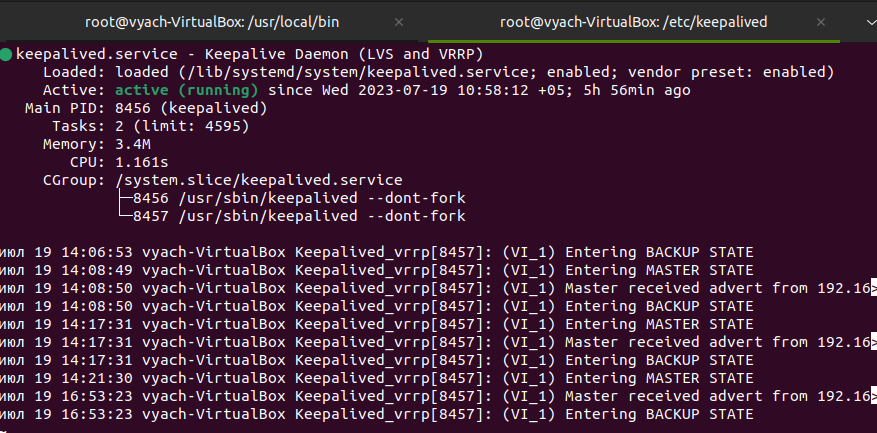 root@vyach-VirtualBox: /usr/local/bin × root@vyach-VirtualBox: /etc/keepalived ×
keepalived.service - Keepalive Daemon (LVS and VRRP)
Loaded: loaded (/lib/systemd/system/keepalived.service; enabled; vendor preset: enabled)
Active: active (running) since Wed 2023-07-19 10:58:12 +05; 5h 56min ago
Main PID: 8456 (keepalived)
Tasks: 2 (limit: 4595)
Memory: 3.4M
CPU: 1.161s
CGroup: /system.slice/keepalived.service
├─8456 /usr/sbin/keepalived --dont-fork
└─8457 /usr/sbin/keepalived --dont-fork
июл 19 14:06:53 vyach-VirtualBox Keepalived_vrrp[8457]: (VI_1) Entering BACKUP STATE
июл 19 14:08:49 vyach-VirtualBox Keepalived_vrrp[8457]: (VI_1) Entering MASTER STATE
июл 19 14:08:50 vyach-VirtualBox Keepalived_vrrp[8457]: (VI_1) Master received advert from 192.16>
июл 19 14:08:50 vyach-VirtualBox Keepalived_vrrp[8457]: (VI_1) Entering BACKUP STATE
июл 19 14:17:31 vyach-VirtualBox Keepalived_vrrp[8457]: (VI_1) Entering MASTER STATE
июл 19 14:17:31 vyach-VirtualBox Keepalived_vrrp[8457]: (VI_1) Master received advert from 192.16>
июл 19 14:17:31 vyach-VirtualBox Keepalived_vrrp[8457]: (VI_1) Entering BACKUP STATE
июл 19 14:21:30 vyach-VirtualBox Keepalived_vrrp[8457]: (VI_1) Entering MASTER STATE
июл 19 16:53:23 vyach-VirtualBox Keepalived_vrrp[8457]: (VI_1) Master received advert from 192.16>
июл 19 16:53:23 vyach-VirtualBox Keepalived_vrrp[8457]: (VI_1) Entering BACKUP STATE
~